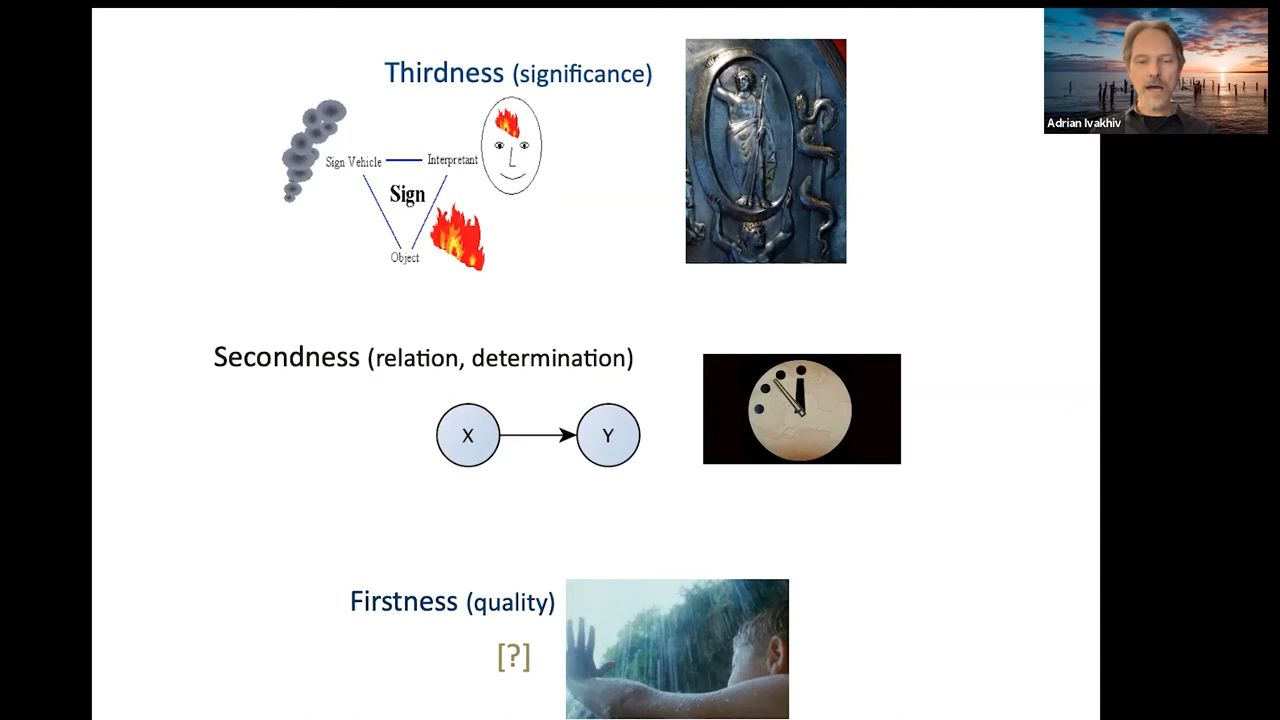 Thirdness (significance)
Sign Vehicle
Interpretant
Sign
Object
Adrian Ivakhiv
Secondness (relation, determination)
X
Y
Firstness (quality)
[?]